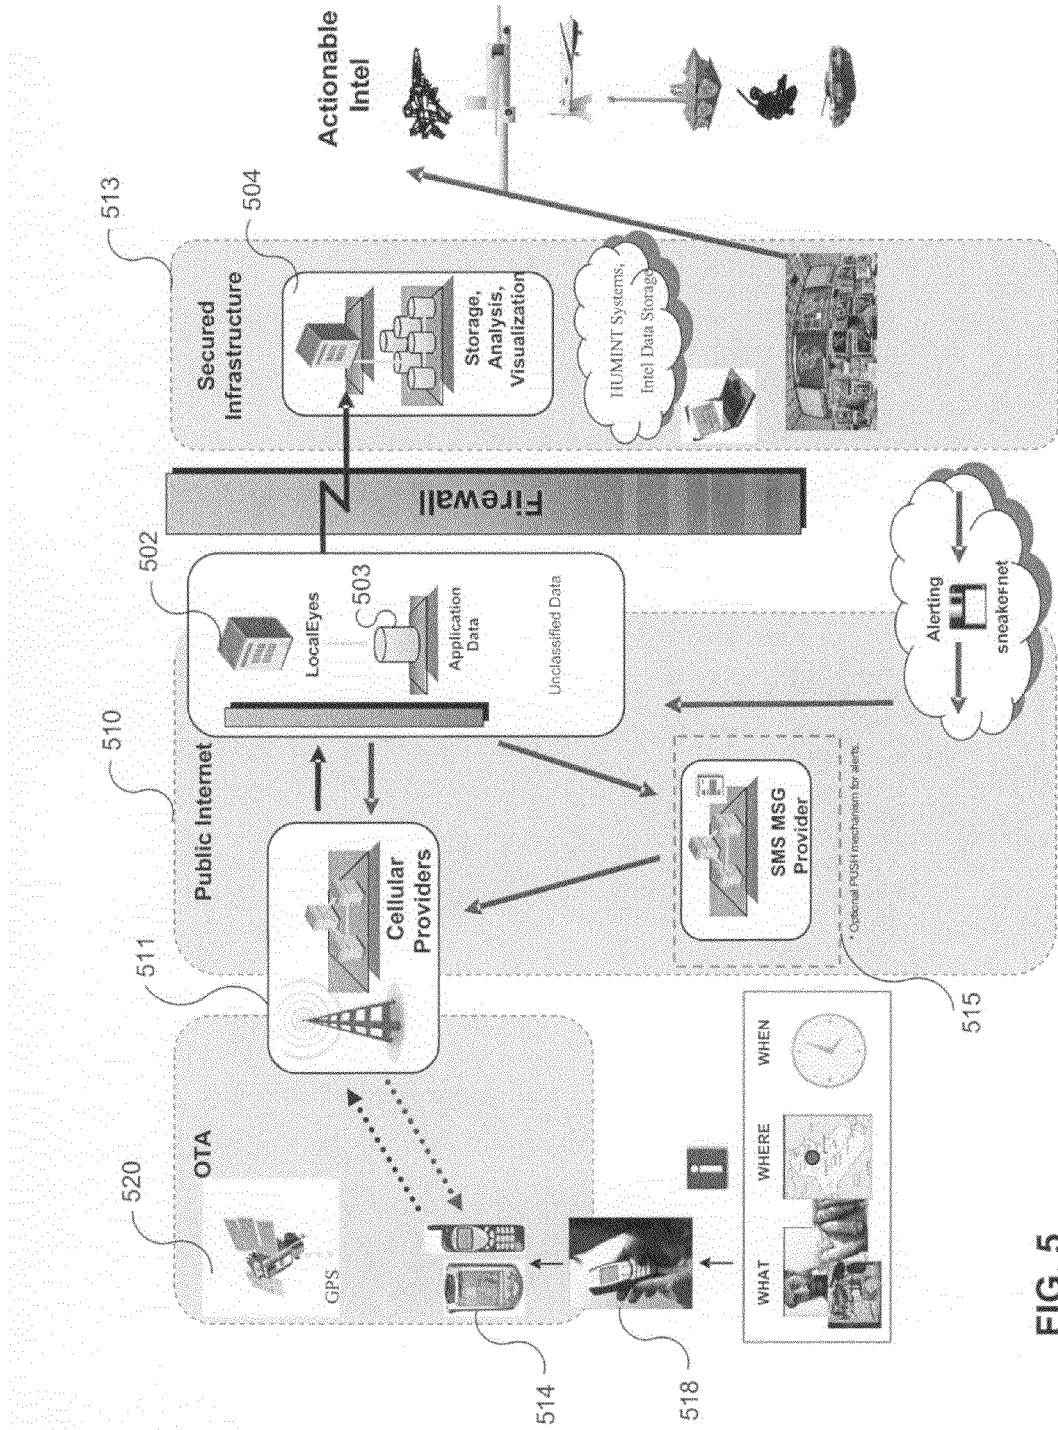 520
OTA
GPS
514
518
WHAT
WHERE
WHEN
i
511
Cellular
Providers
510
Public Internet
SMS MSG
Provider
* Optional PUSH mechanism for alerts.
515
502
LocalEyes
503
Application
Data
Unclassified Data
Alerting
sneakernet
Firewall
513
Secured
Infrastructure
504
Storage,
Analysis,
Visualization
HUMINT Systems,
Intel Data Storage
Actionable
Intel
FIG. 5